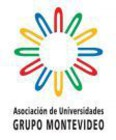 Asociación de Universidades
GRUPO MONTEVIDEO